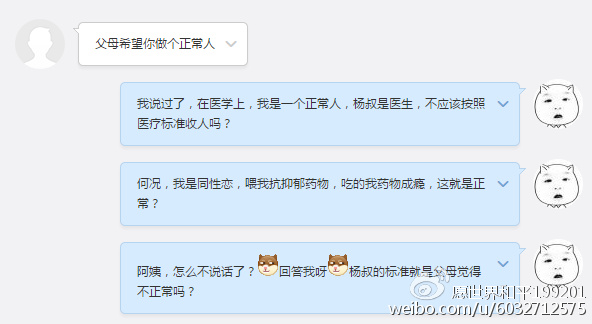 父母希望你做个正常人
我说过了，在医学上，我是一个正常人，杨叔是医生，不应该按照
医疗标准收人吗？
何况，我是同性恋，喂我抗抑郁药物，吃的我药物成瘾，这就是正
常？
阿姨，怎么不说话了？回答我呀杨叔的标准就是父母觉得
不正常吗？
愿世界和平199201
weibo.com/u/6032712575